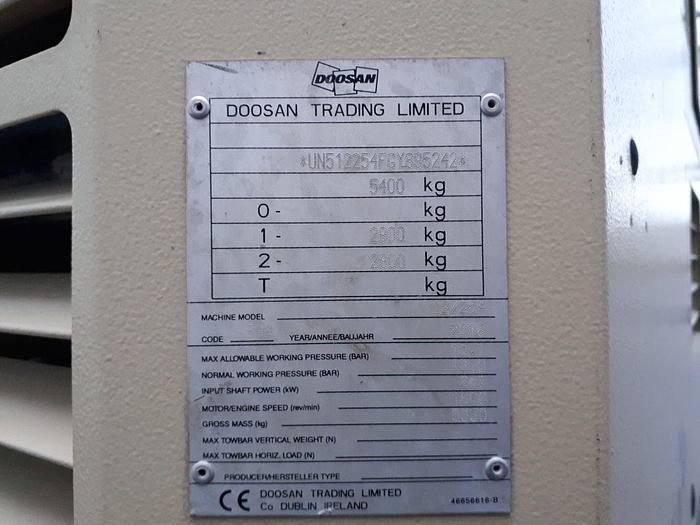 DOOSAN
DOOSAN TRADING LIMITED
5400 kg
0- kg
1- kg
2- kg
T kg
MACHINE MODEL
CODE YEAR/ANNEE/BAUJAHR
MAX ALLOWABLE WORKING PRESSURE (BAR)
NORMAL WORKING PRESSURE (BAR)
INPUT SHAFT POWER (kW)
MOTOR/ENGINE SPEED (rev/min)
GROSS MASS (kg)
MAX TOWBAR VERTICAL WEIGHT (N)
MAX TOWBAR HORIZ. LOAD (N)
PRODUCER/HERSTELLER TYPE
CE DOOSAN TRADING LIMITED
Co DUBLIN IRELAND 46656616-B